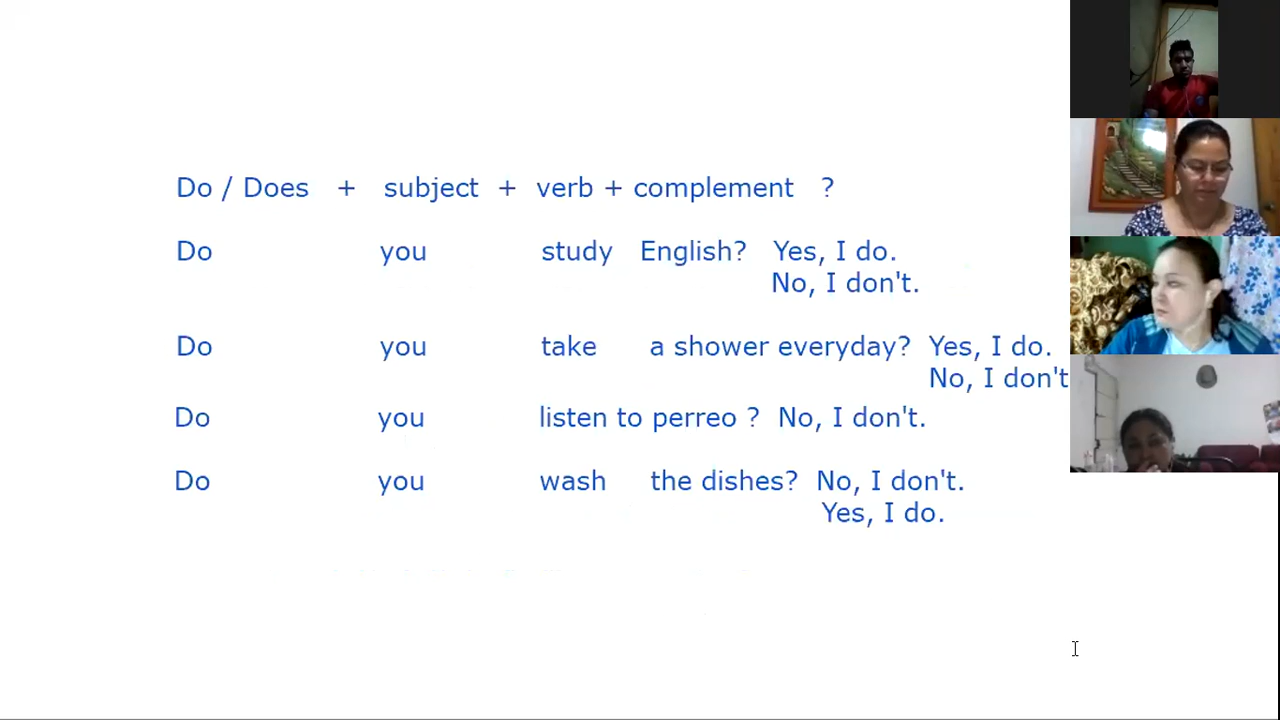 Do / Does + subject + verb + complement ?
Do you study English? Yes, I do.
No, I don't.
Do you take a shower everyday? Yes, I do.
No, I don't
Do you listen to perreo ? No, I don't.
Do you wash the dishes? No, I don't.
Yes, I do.